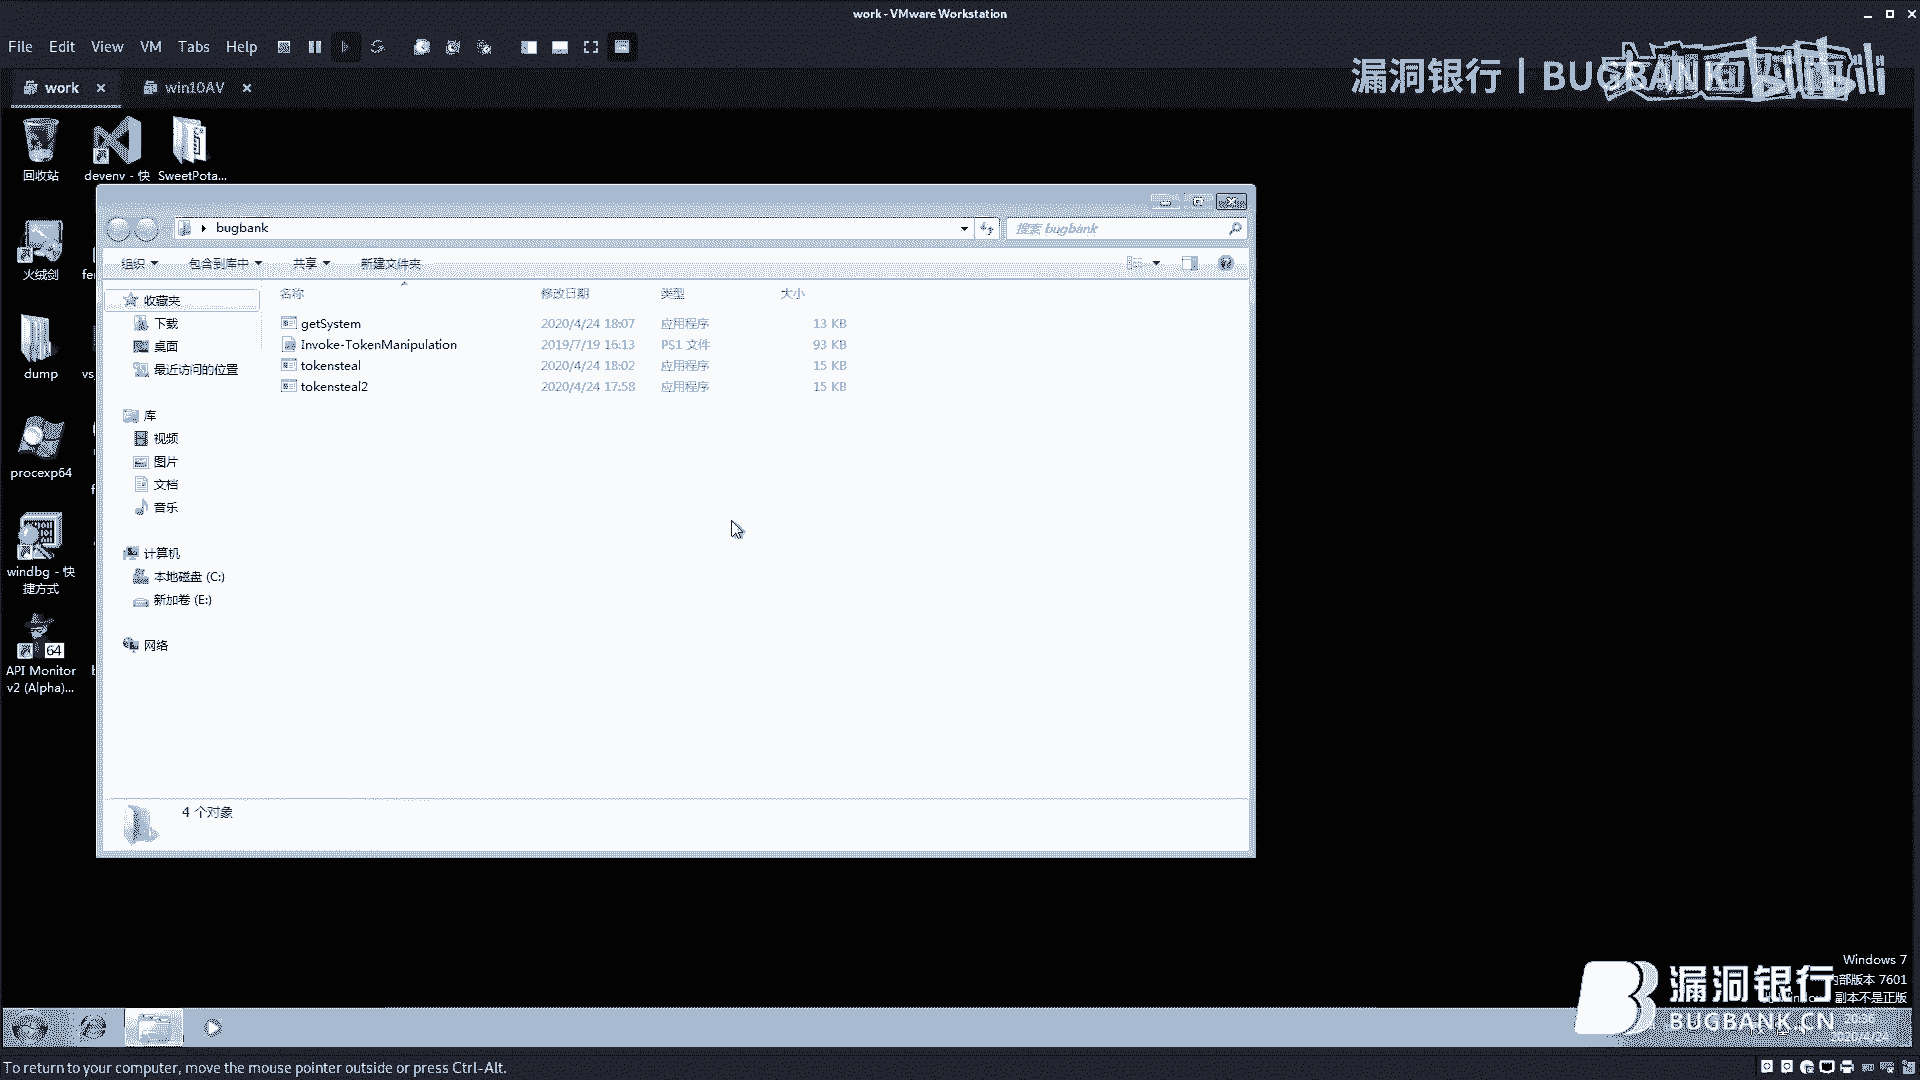 work - VMware Workstation
File Edit View VM Tabs Help
work
win10AV
漏洞银行 | BUGBANK
回收站
devenv - 快
SweetPota...
bugbank
搜索 bugbank
火绒剑
组织
包含到库中
共享
新建文件夹
收藏夹
名称
修改日期
类型
大小
下载
getSystem 2020/4/24 18:07 应用程序 13 KB
桌面
Invoke-TokenManipulation 2019/7/19 16:13 PS1 文件 93 KB
最近访问的位置
tokensteal 2020/4/24 18:02 应用程序 15 KB
dump
tokensteal2 2020/4/24 17:58 应用程序 15 KB
库
视频
图片
procexp64
文档
音乐
计算机
windbg - 快
捷方式
本地磁盘 (C:)
新加卷 (E:)
网络
64
API Monitor
v2 (Alpha)...
4 个对象
Windows 7
内部版本 7601
副本不是正版
漏洞银行
BUGBANK.CN
20:36
2020/4/24
To return to your computer, move the mouse pointer outside or press Ctrl-Alt.